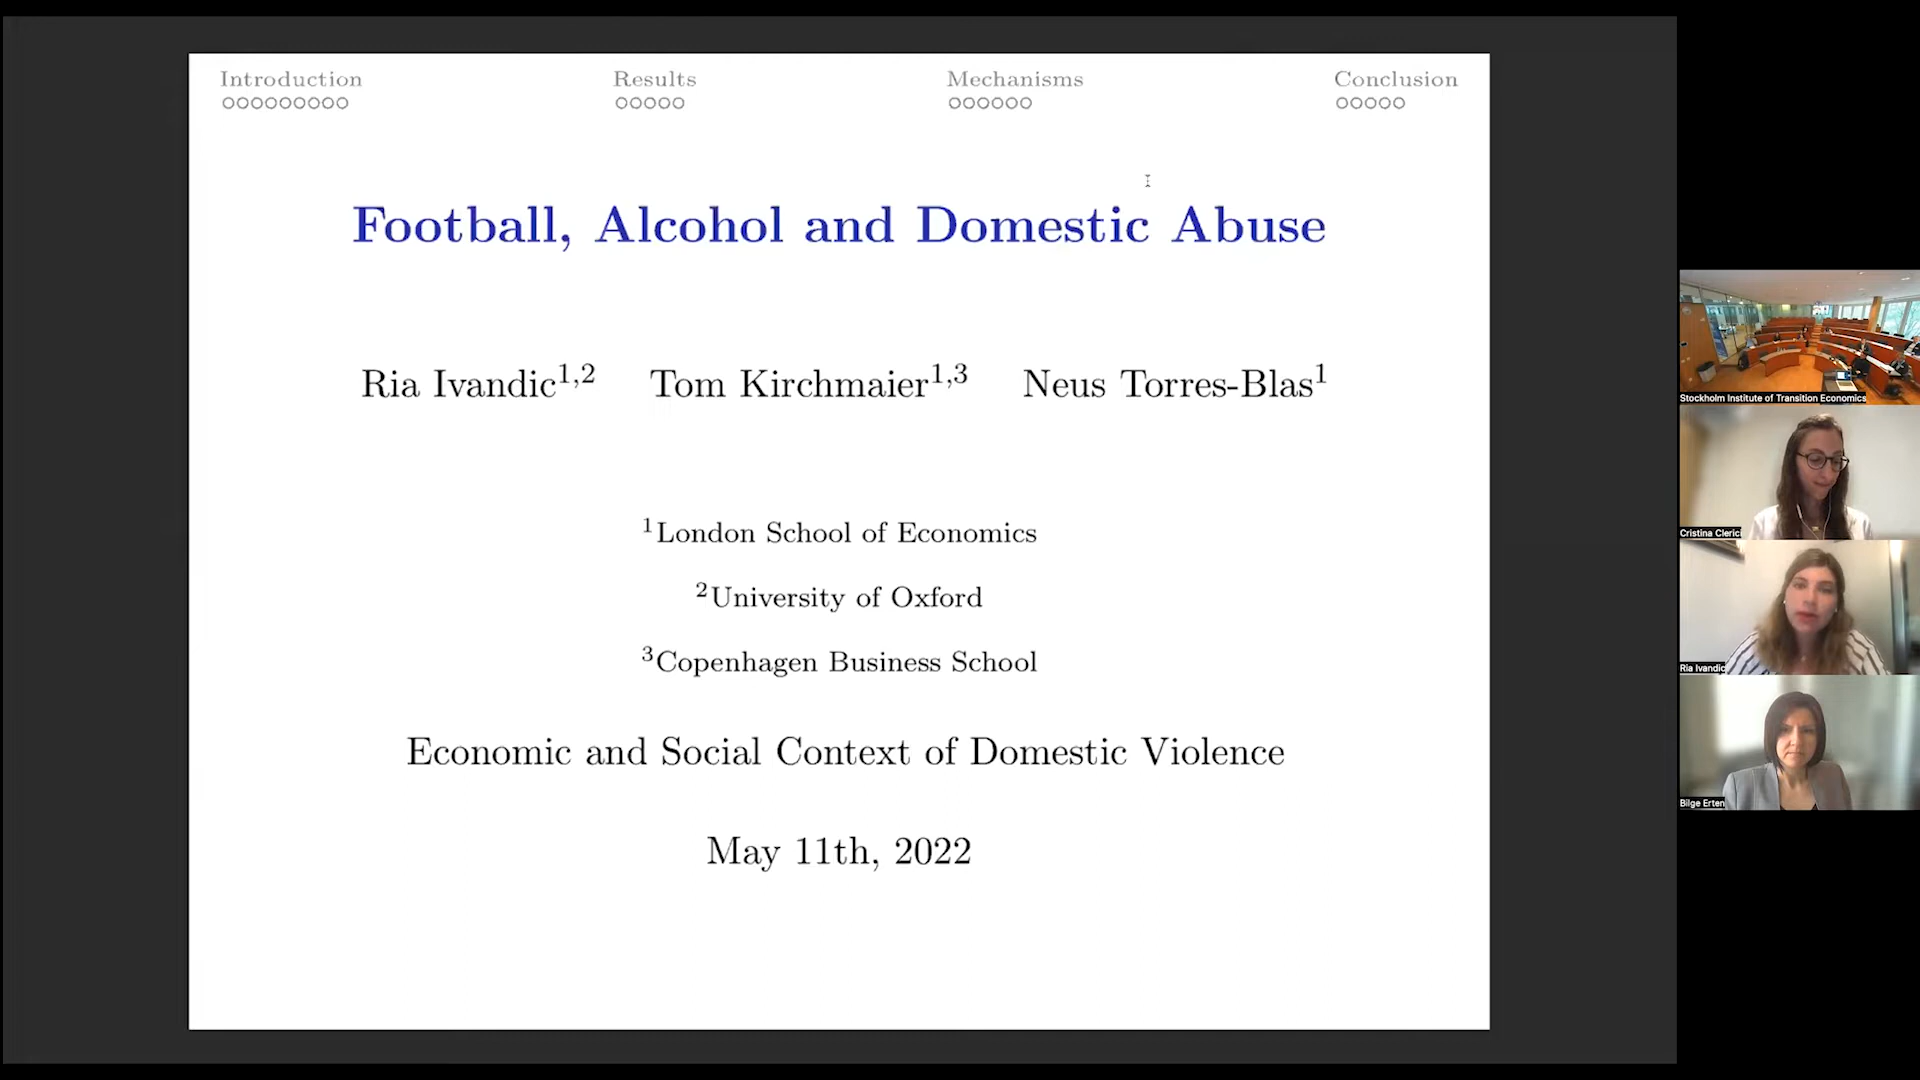 Introduction
Results
Mechanisms
Conclusion
Football, Alcohol and Domestic Abuse
Ria Ivandic1,2 Tom Kirchmaier1,3 Neus Torres-Blas1
1London School of Economics
2University of Oxford
3Copenhagen Business School
Economic and Social Context of Domestic Violence
May 11th, 2022
Stockholm Institute of Transition Economics
Cristina Clerici
Ria Ivandic
Bilge Erten